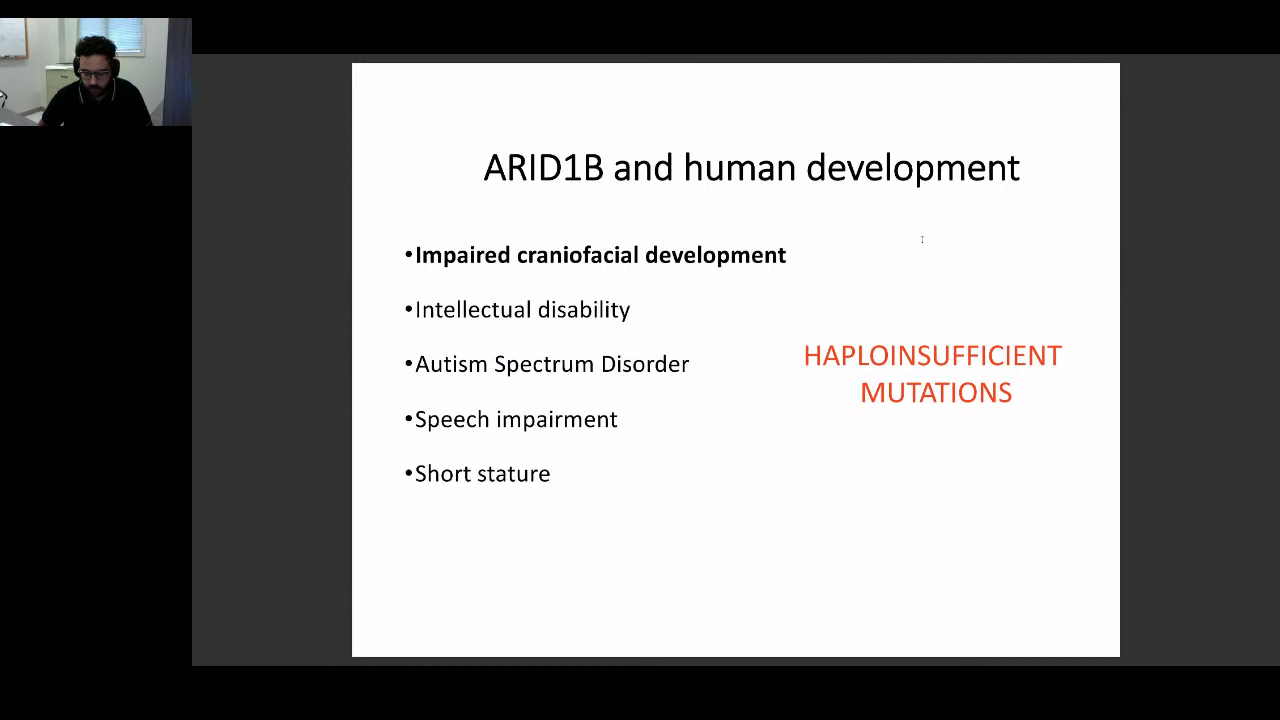 ARID1B and human development
•Impaired craniofacial development
•Intellectual disability
•Autism Spectrum Disorder
•Speech impairment
•Short stature
HAPLOINSUFFICIENT
MUTATIONS